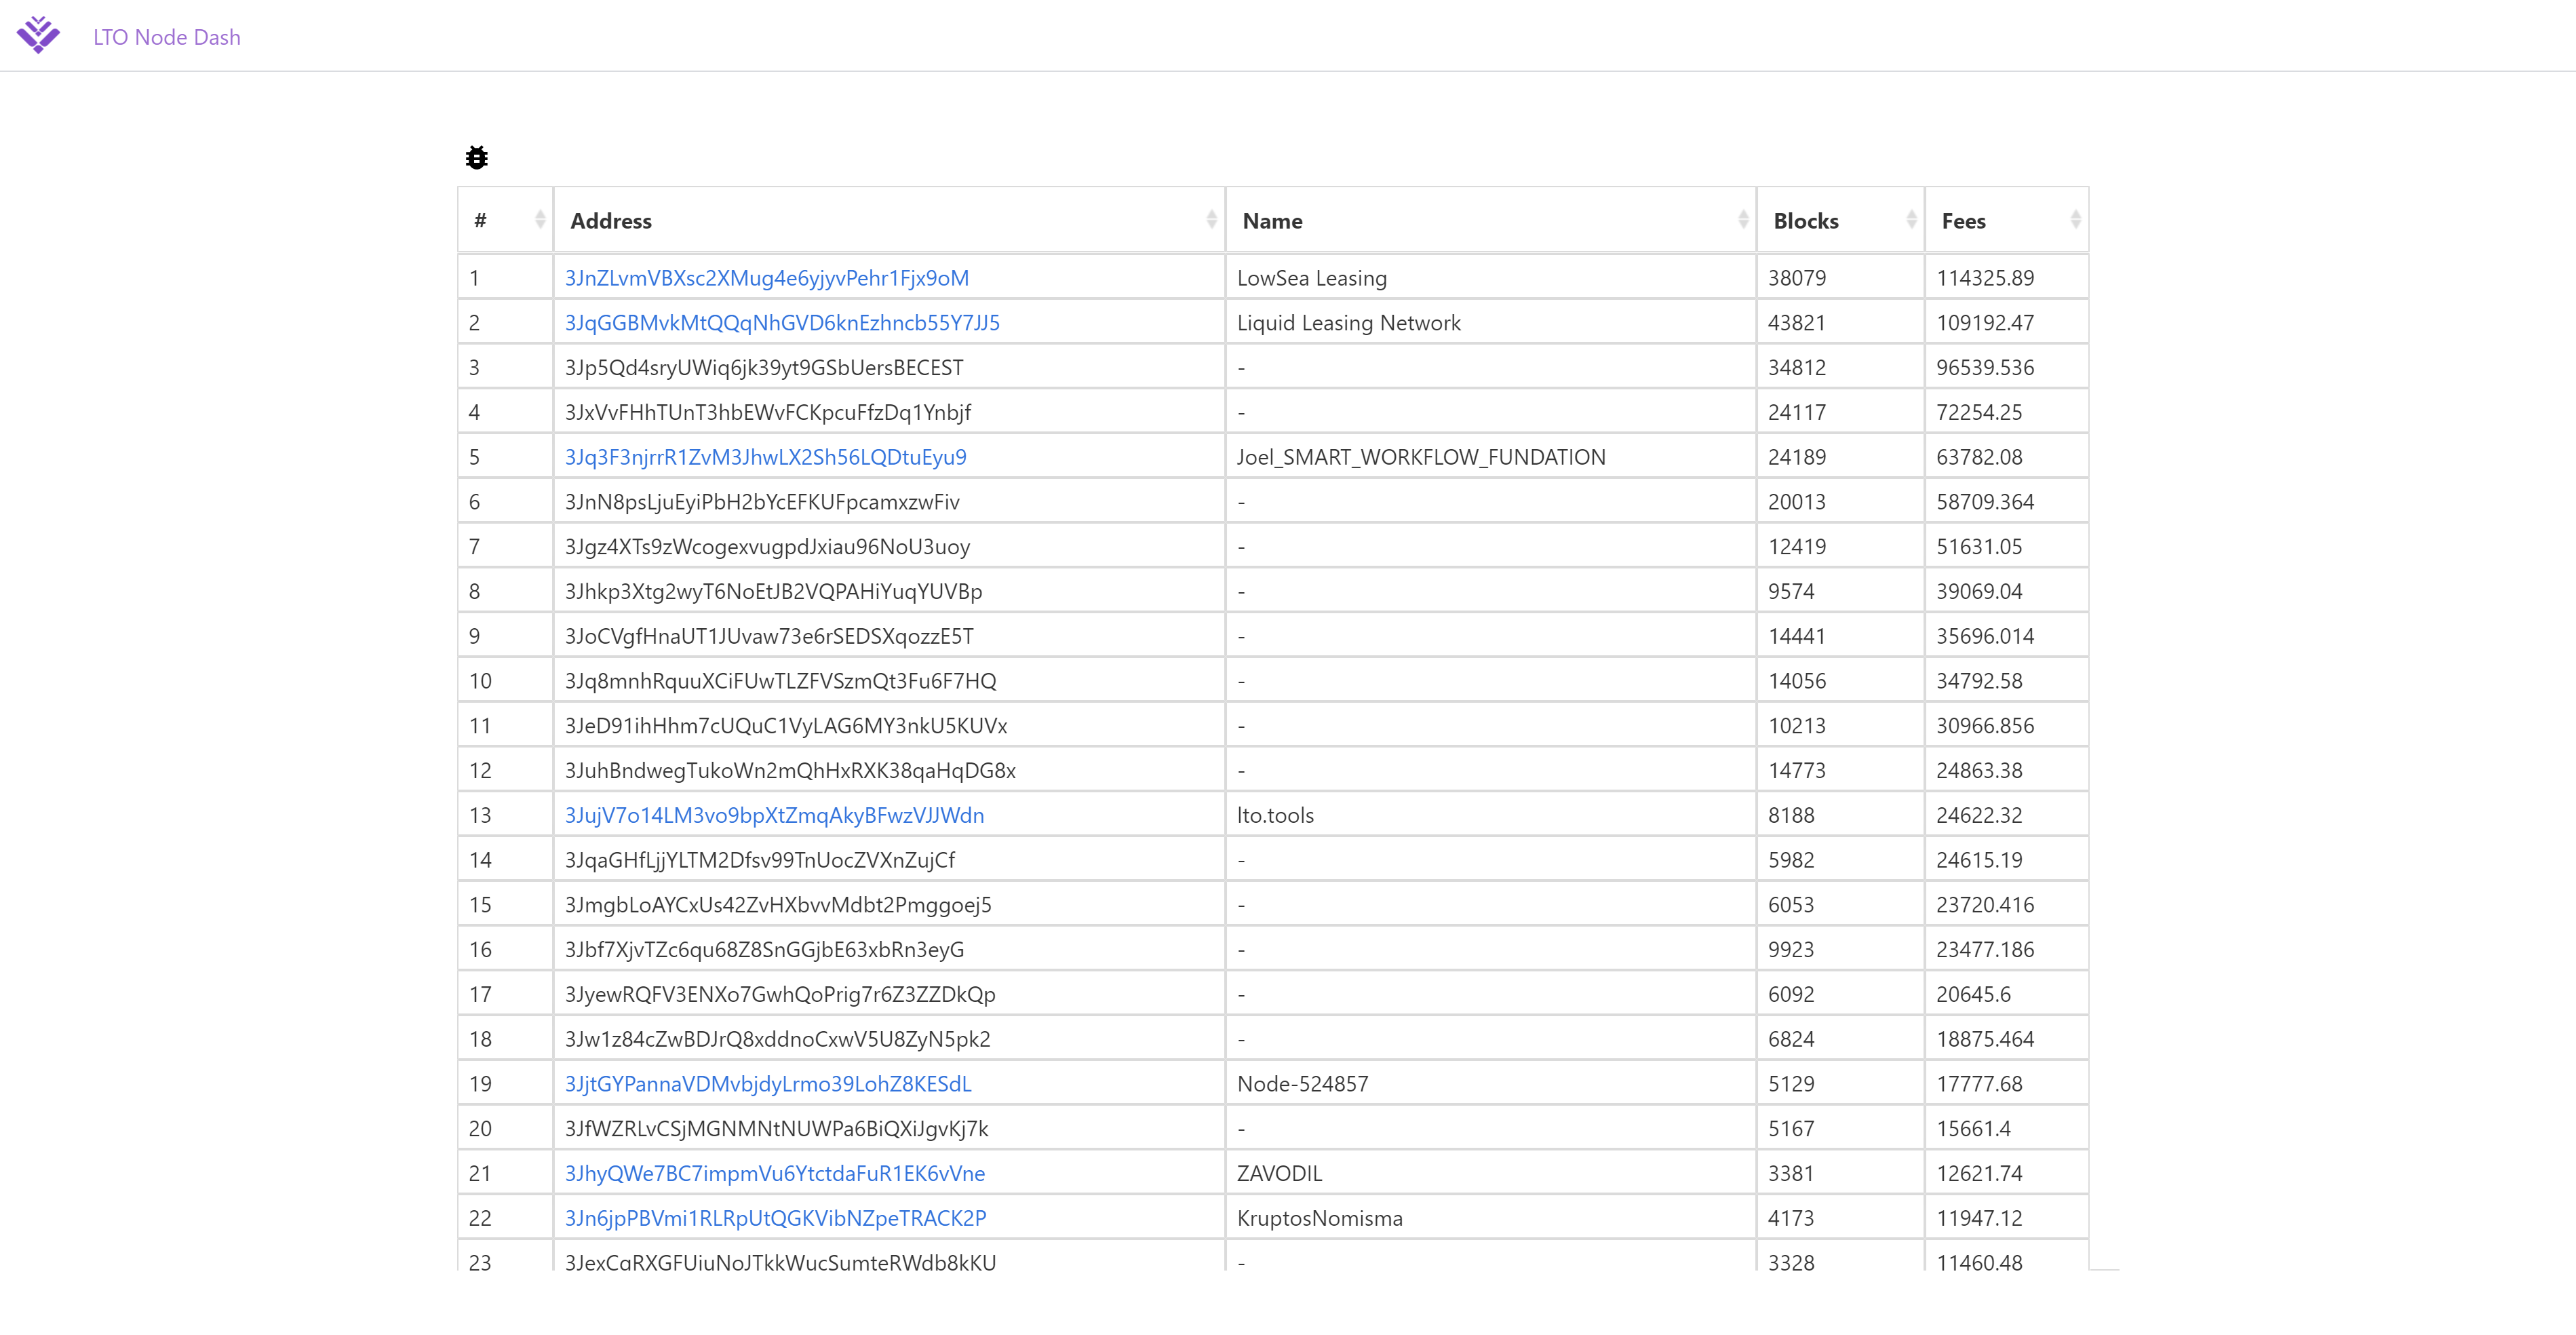 LTO Node Dash
# Address Name Blocks Fees
1 3JnZLvmVBXsc2XMug4e6yjyvPehr1Fjx9oM LowSea Leasing 38079 114325.89
2 3JqGGBMvkMtQQqNhGVD6knEzhncb55Y7JJ5 Liquid Leasing Network 43821 109192.47
3 3Jp5Qd4sryUWiq6jk39yt9GSbUersBECEST - 34812 96539.536
4 3JxVvFHhTUnT3hbEWvFCKpcuFfzDq1Ynbjf - 24117 72254.25
5 3Jq3F3njrrR1ZvM3JhwLX2Sh56LQDtuEyu9 Joel_SMART_WORKFLOW_FUNDATION 24189 63782.08
6 3JnN8psLjuEyiPbH2bYcEFKUFpcamxzwFiv - 20013 58709.364
7 3Jgz4XTs9zWcogexvugpdJxiau96NoU3uoy - 12419 51631.05
8 3Jhkp3Xtg2wyT6NoEtJB2VQPAHiYuqYUVBp - 9574 39069.04
9 3JoCVgfHnaUT1JUvaw73e6rSEDSXqozzE5T - 14441 35696.014
10 3Jq8mnhRquuXCiFUwTLZFVSzmQt3Fu6F7HQ - 14056 34792.58
11 3JeD91ihHhm7cUQuC1VyLAG6MY3nkU5KUVx - 10213 30966.856
12 3JuhBndwegTukoWn2mQhHxRXK38qaHqDG8x - 14773 24863.38
13 3JujV7o14LM3vo9bpXtZmqAkyBFwzVJJWdn lto.tools 8188 24622.32
14 3JqaGHfLjjYLTM2Dfsv99TnUocZVXnZujCf - 5982 24615.19
15 3JmgbLoAYCxUs42ZvHXbvvMdbt2Pmggoej5 - 6053 23720.416
16 3Jbf7XjvTZc6qu68Z8SnGGjbE63xbRn3eyG - 9923 23477.186
17 3JyewRQFV3ENXo7GwhQoPrig7r6Z3ZZDkQp - 6092 20645.6
18 3Jw1z84cZwBDJrQ8xddnoCxwV5U8ZyN5pk2 - 6824 18875.464
19 3JjtGYPannaVDMvbjdyLrmo39LohZ8KESdL Node-524857 5129 17777.68
20 3JfWZRLvCSjMGNMNtNUWPa6BiQXiJgvKj7k - 5167 15661.4
21 3JhyQWe7BC7impmVu6YtctdaFuR1EK6vVne ZAVODIL 3381 12621.74
22 3Jn6jpPBVmi1RLRpUtQGKVibNZpeTRACK2P KruptosNomisma 4173 11947.12
23 3JexCqRXGFUiuNoJTkkWucSumteRWdb8kKU - 3328 11460.48